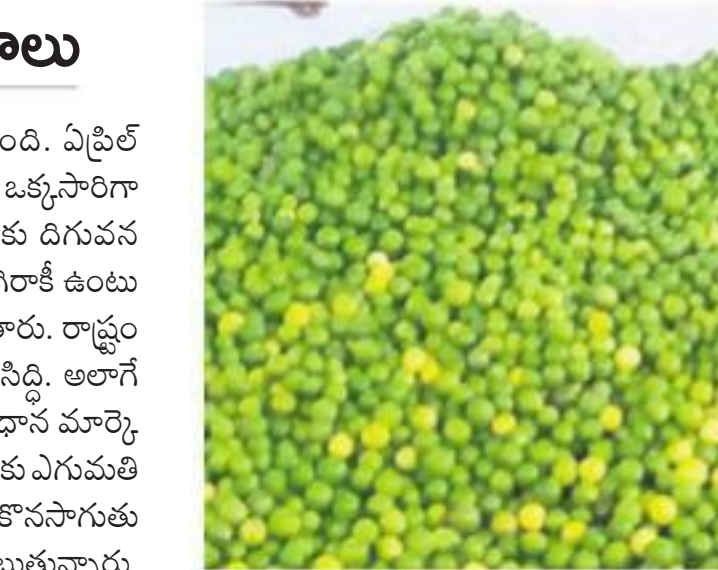 ాలు
ంది. ఏప్రిల్
ఒక్కసారిగా
కు దిగువన
గిరాకీ ఉంటు
తారు. రాష్ట్రం
సిద్ధి. అలాగే
ధాన మార్కె
కు ఎగుమతి
కొనసాగుతు